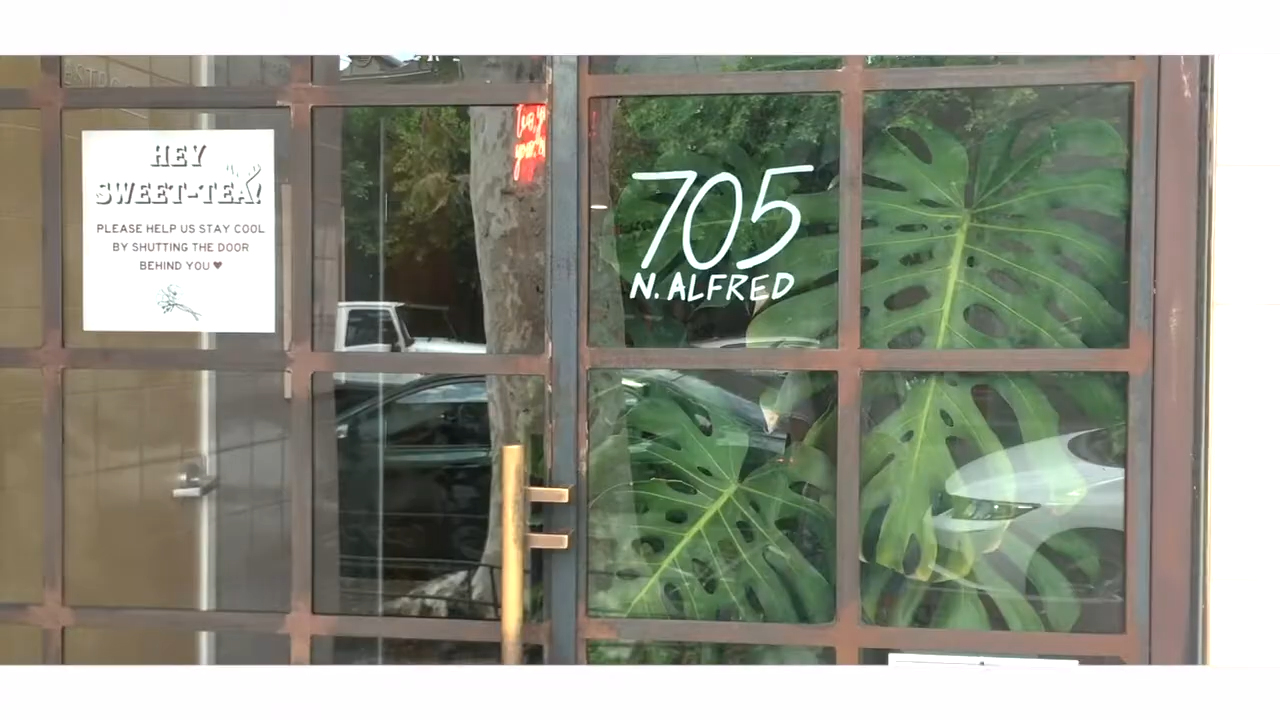 HEY
SWEET-TEA!
PLEASE HELP US STAY COOL
BY SHUTTING THE DOOR
BEHIND YOU ♥
705
N. ALFRED